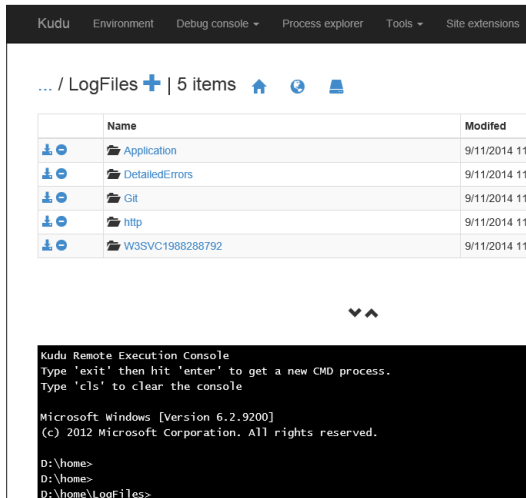 Kudu Environment Debug console Process explorer Tools Site extensions
... / LogFiles | 5 items
Name Modifed
Application 9/11/2014 11
DetailedErrors 9/11/2014 11
Git 9/11/2014 11
http 9/11/2014 11
W3SVC1988288792 9/11/2014 11
Kudu Remote Execution Console
Type 'exit' then hit 'enter' to get a new CMD process.
Type 'cls' to clear the console
Microsoft Windows [Version 6.2.9200]
(c) 2012 Microsoft Corporation. All rights reserved.
D:\home>
D:\home>
D:\home\LogFiles>